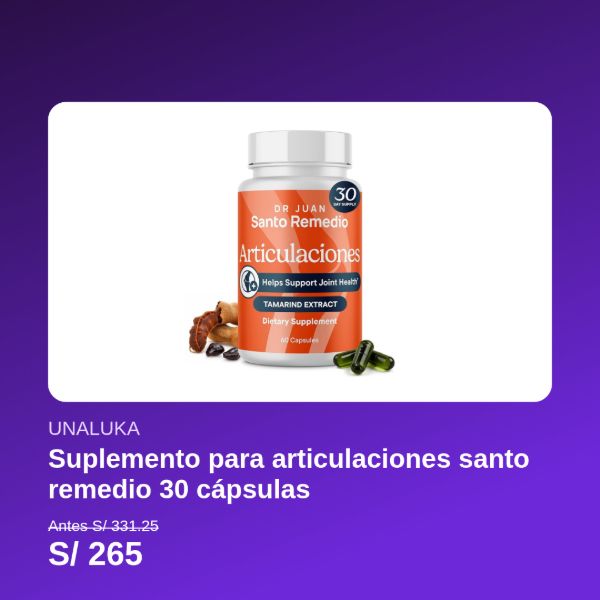 30
DAY SUPPLY
DR JUAN
Santo Remedio
Articulaciones
Helps Support Joint Health
TAMARIND EXTRACT
Dietary Supplement
60 Capsules
UNALUKA
Suplemento para articulaciones santo
remedio 30 cápsulas
Antes S/ 331.25
S/ 265